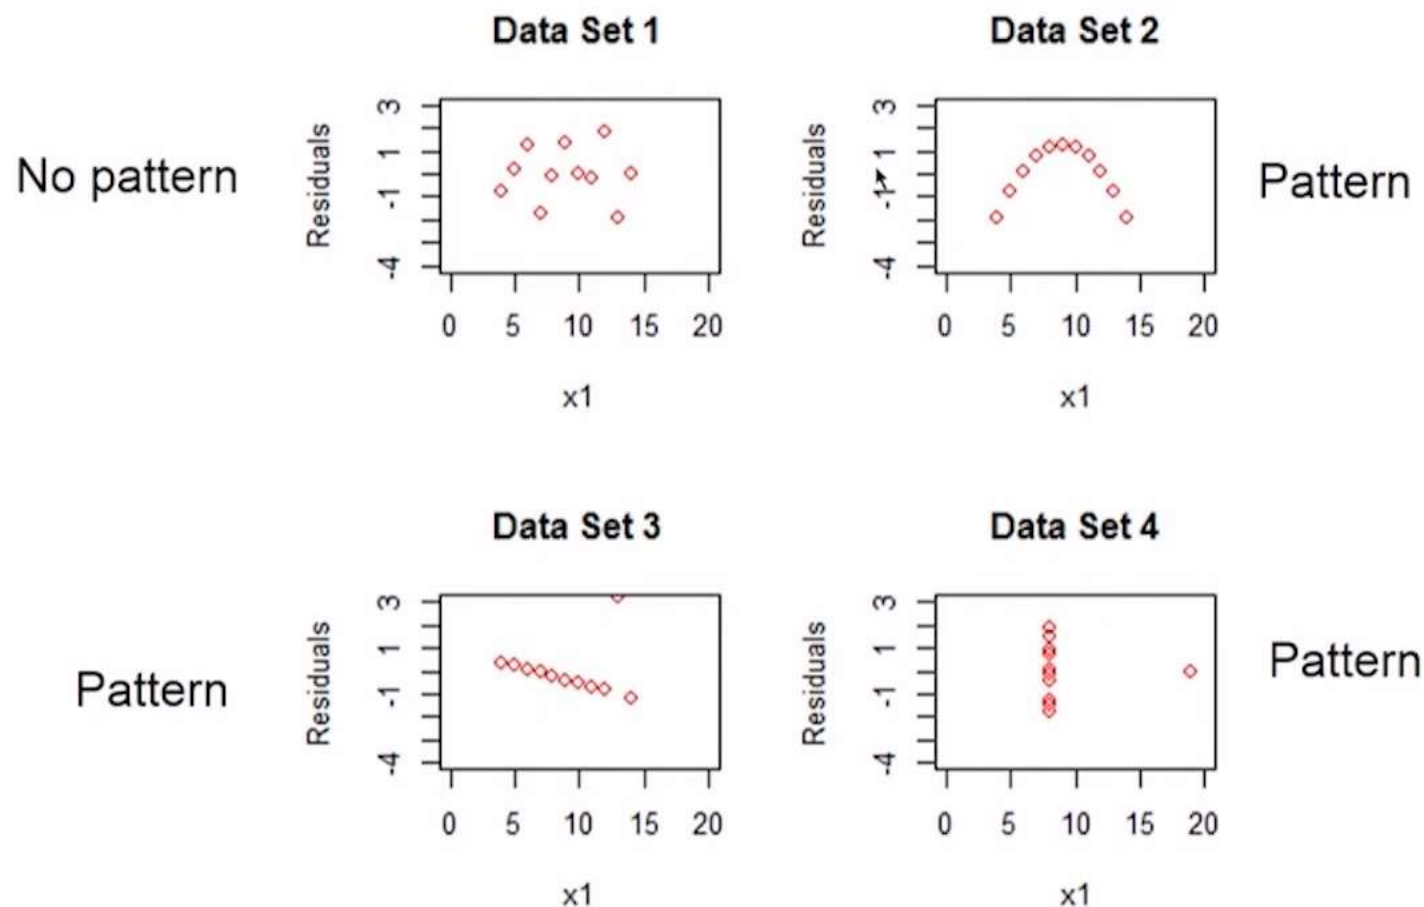 Data Set 1
No pattern
Residuals
3
1
-1
-4
0 5 10 15 20
x1
Data Set 2
Pattern
Residuals
3
1
-1
-4
0 5 10 15 20
x1
Data Set 3
Pattern
Residuals
3
1
-1
-4
0 5 10 15 20
x1
Data Set 4
Pattern
Residuals
3
1
-1
-4
0 5 10 15 20
x1